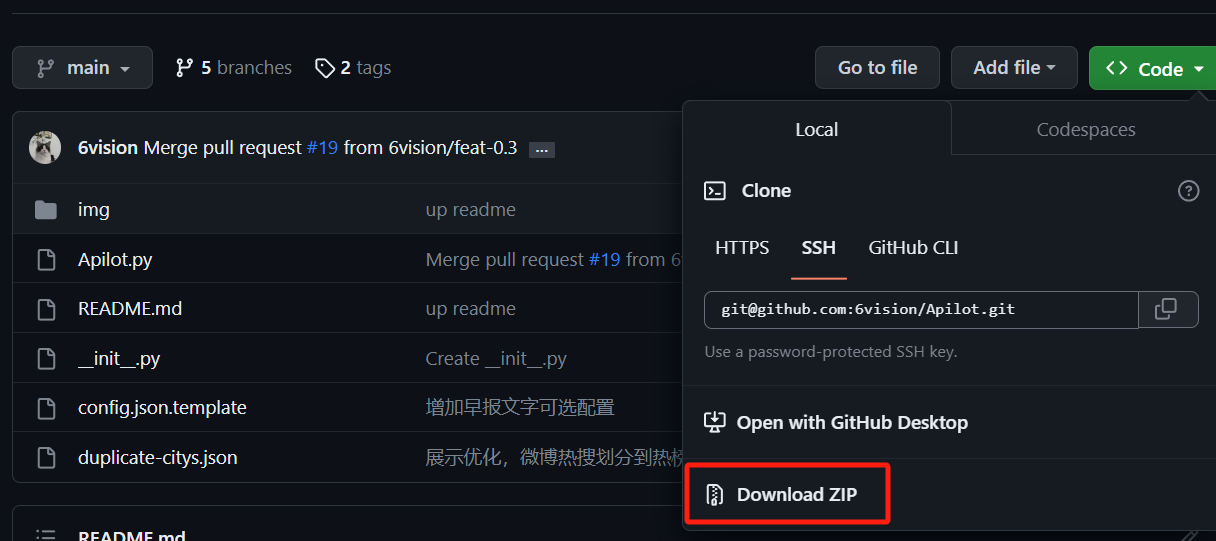 main 5 branches 2 tags Go to file Add file Code
Local Codespaces
6vision Merge pull request #19 from 6vision/feat-0.3 ...
Clone
img up readme
HTTPS SSH GitHub CLI
Apilot.py Merge pull request #19 from 6
git@github.com:6vision/Apilot.git
README.md up readme
Use a password-protected SSH key.
__init__.py Create __init__.py
config.json.template 增加早报文字可选配置
Open with GitHub Desktop
duplicate-citys.json 展示优化，微博热搜划分到热榜
Download ZIP
README.md